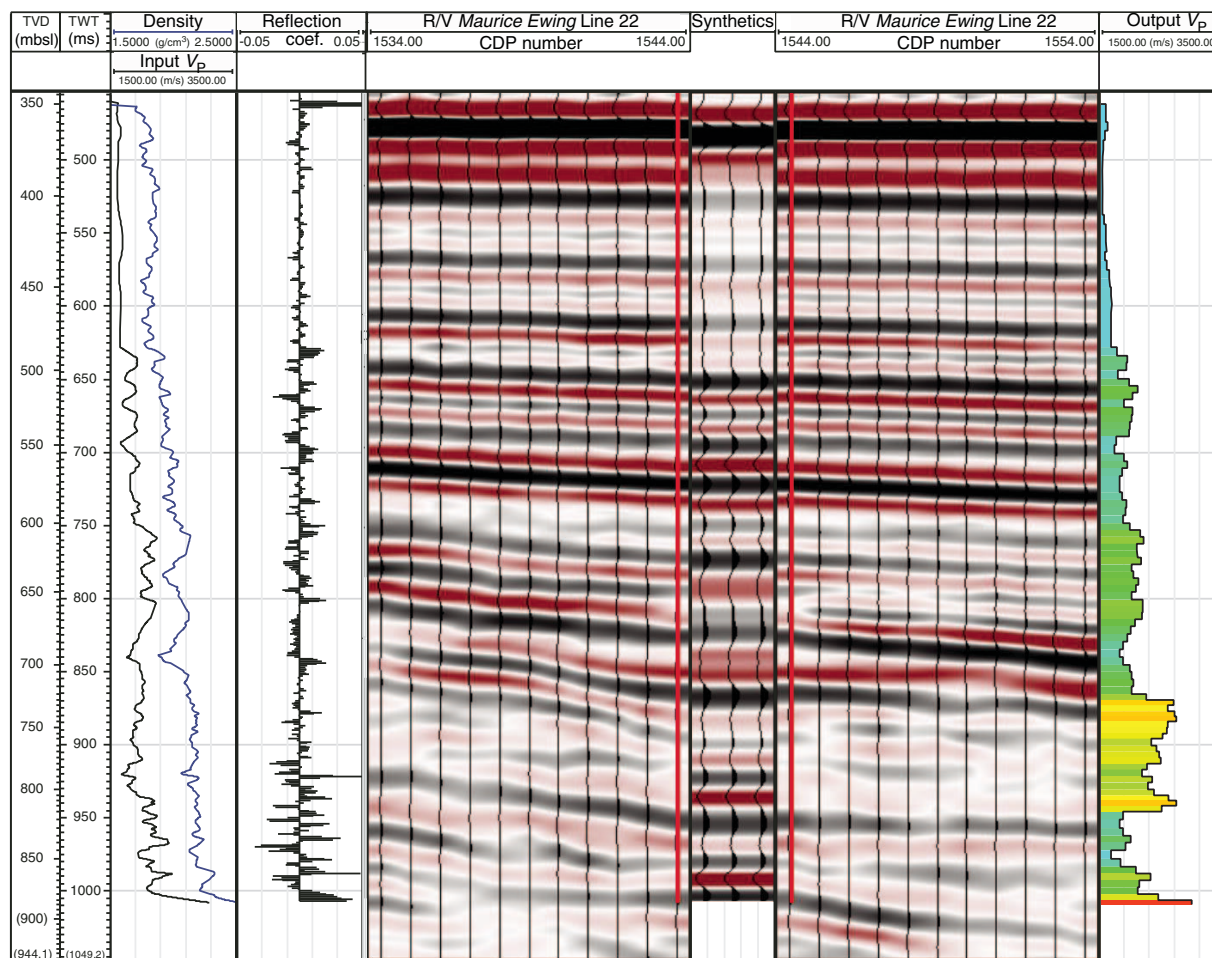 TVD
(mbsl)
TWT
(ms)
Density
1.5000 (g/cm³) 2.5000
Input VP
1500.00 (m/s) 3500.00
Reflection
coef.
-0.05 0.05
R/V Maurice Ewing Line 22
1534.00 CDP number 1544.00
Synthetics
R/V Maurice Ewing Line 22
1544.00 CDP number 1554.00
Output VP
1500.00 (m/s) 3500.00
350
500
400
550
450
600
500
650
550
700
600
750
650
800
700
850
750
900
800
950
850
1000
(900)
(944.1)
(1049.2)